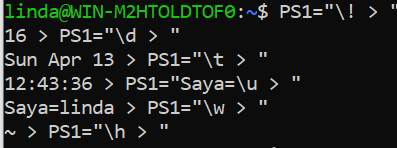 linda@WIN-M2HTOLDTOF0:~$ PS1="\! > "
16 > PS1="\d > "
Sun Apr 13 > PS1="\t > "
12:43:36 > PS1="Saya=\u > "
Saya=linda > PS1="\w > "
~ > PS1="\h > "